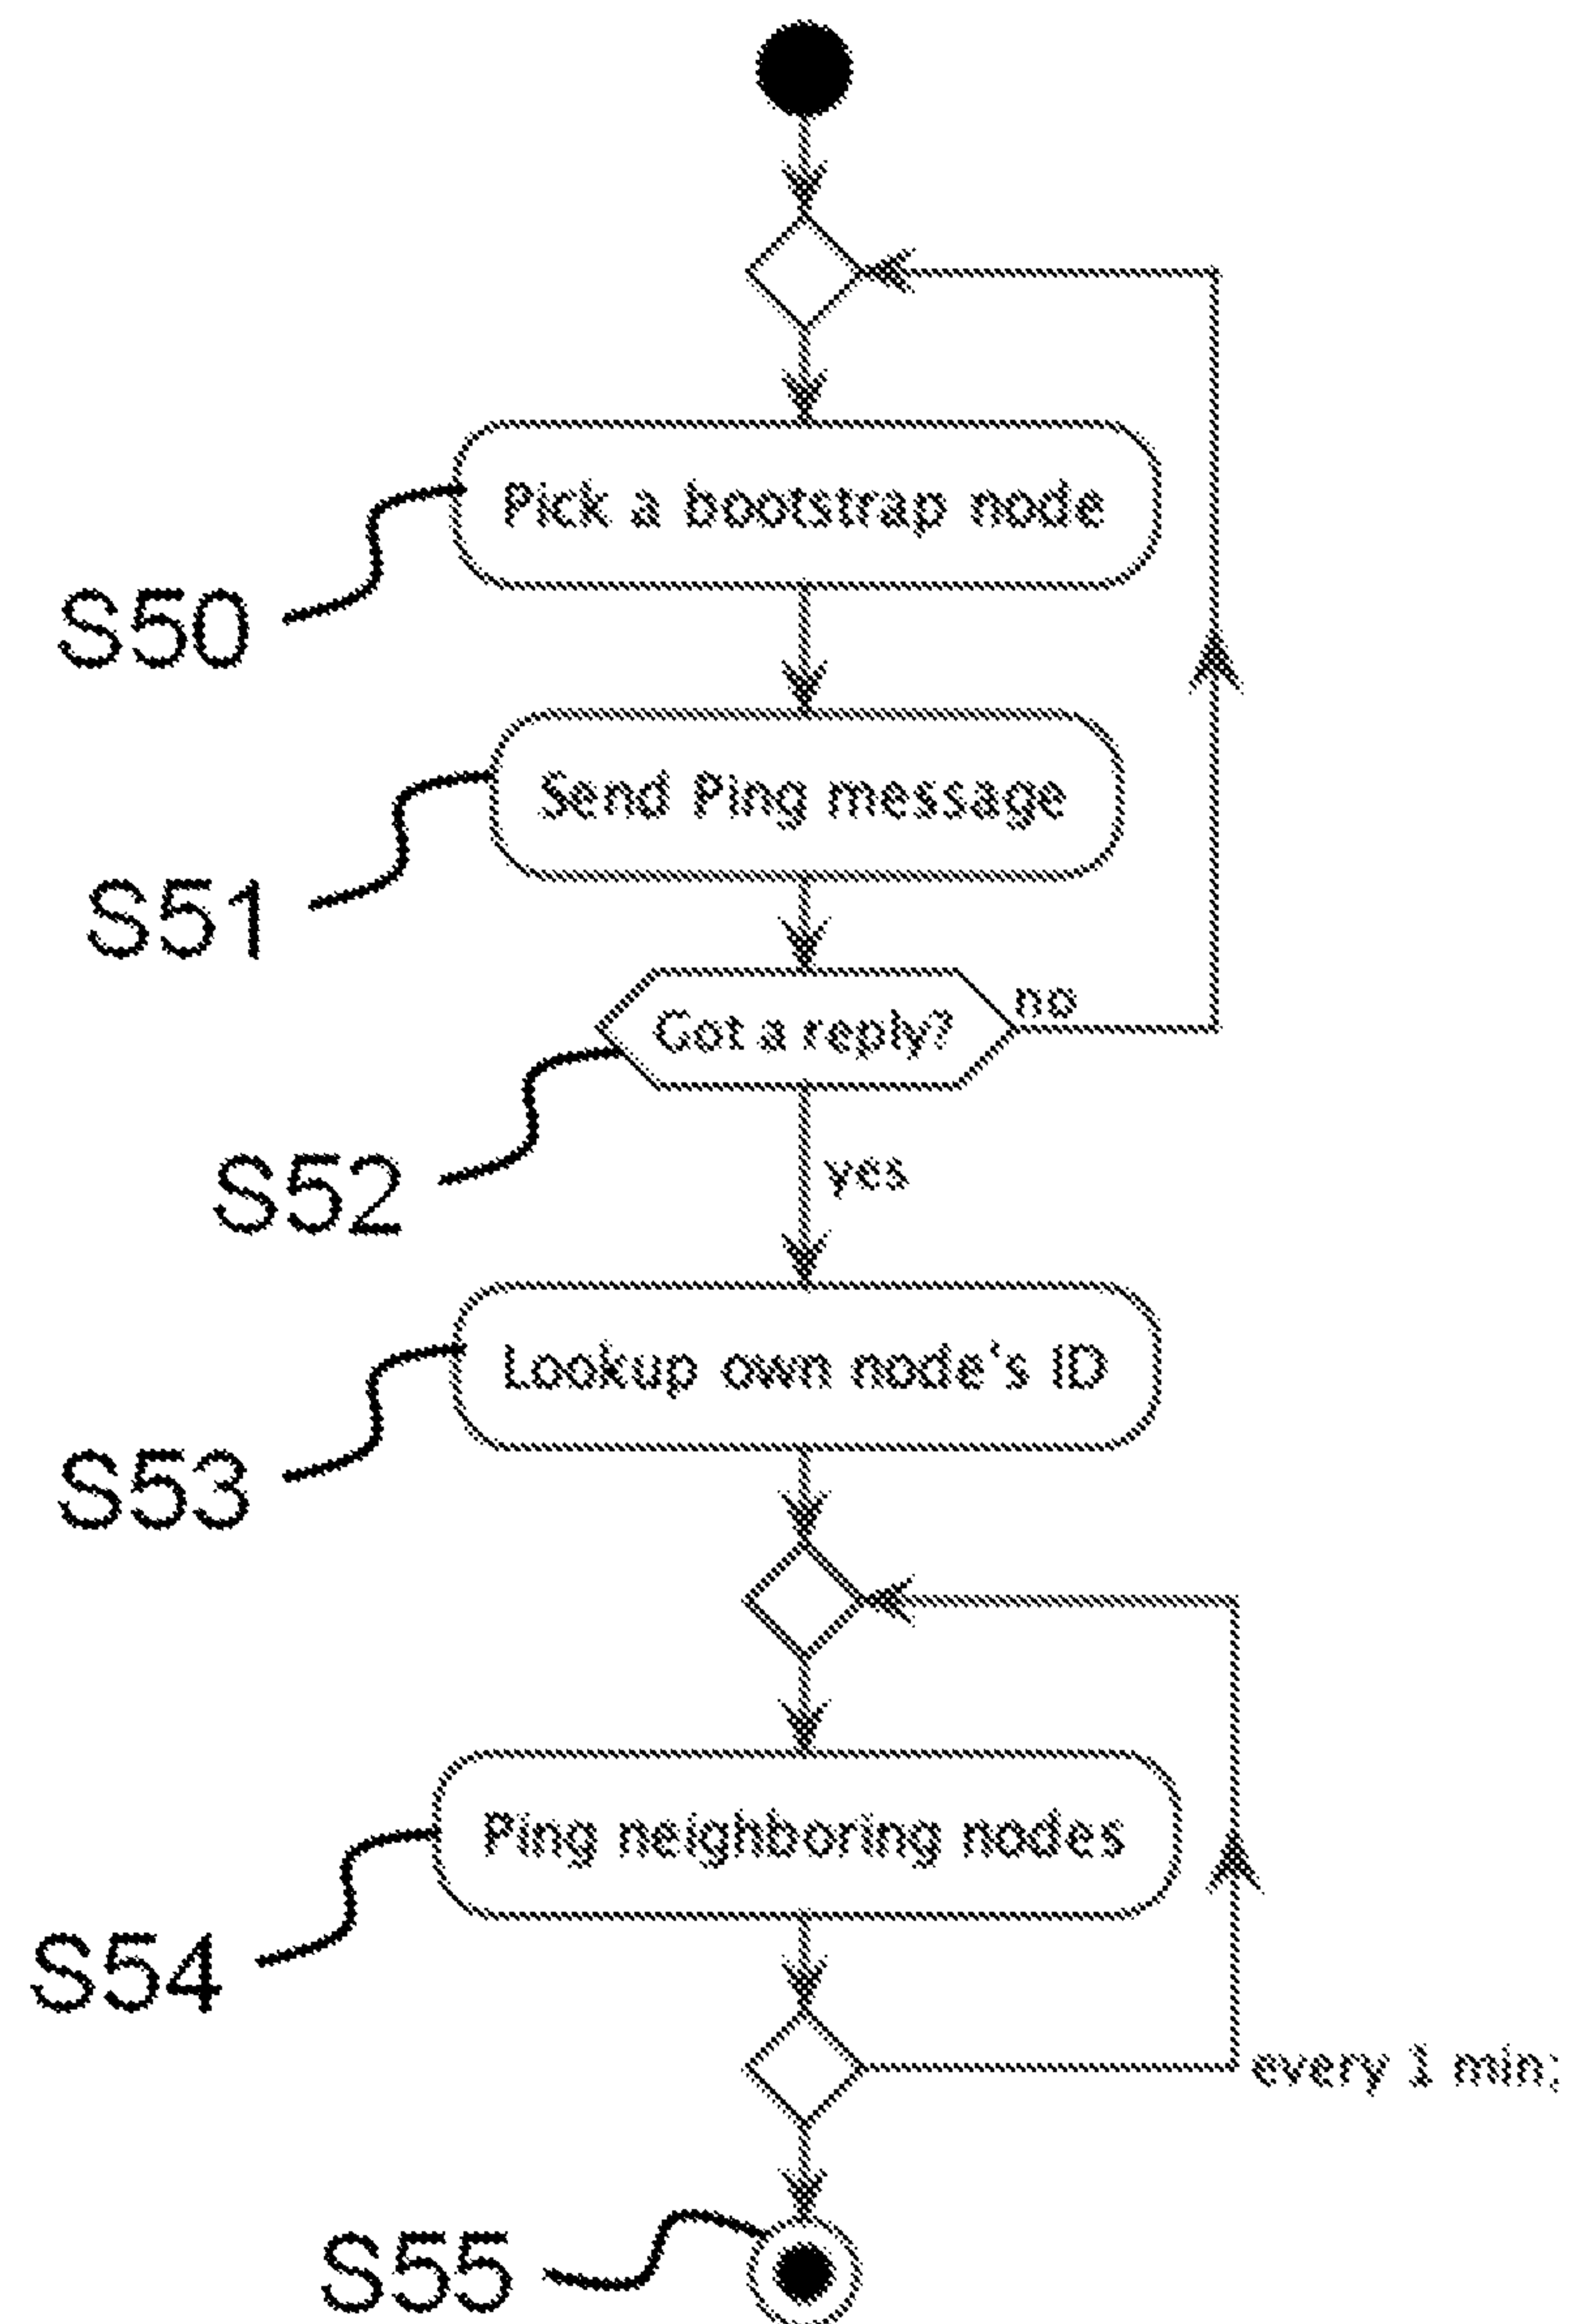 Pick a bootstrap node
S50
Send Ping message
S51
Got a reply?
no
yes
S52
Lookup own node's ID
S53
Ping neighboring nodes
S54
every 1 min;
S55